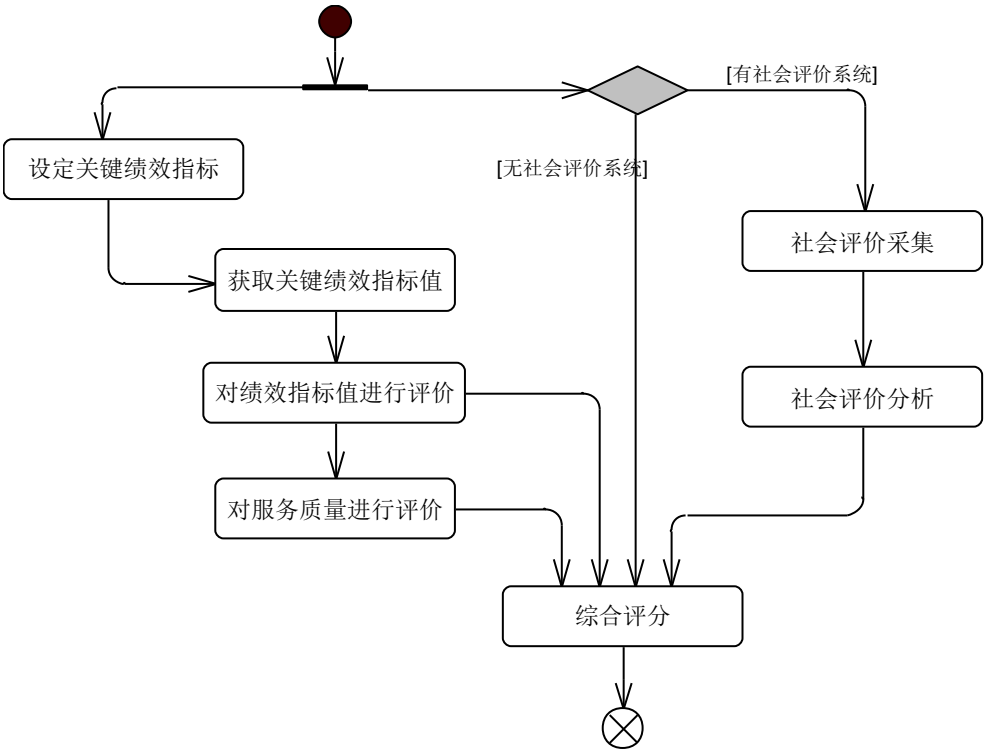 [有社会评价系统]
设定关键绩效指标
[无社会评价系统]
社会评价采集
获取关键绩效指标值
对绩效指标值进行评价
社会评价分析
对服务质量进行评价
综合评分